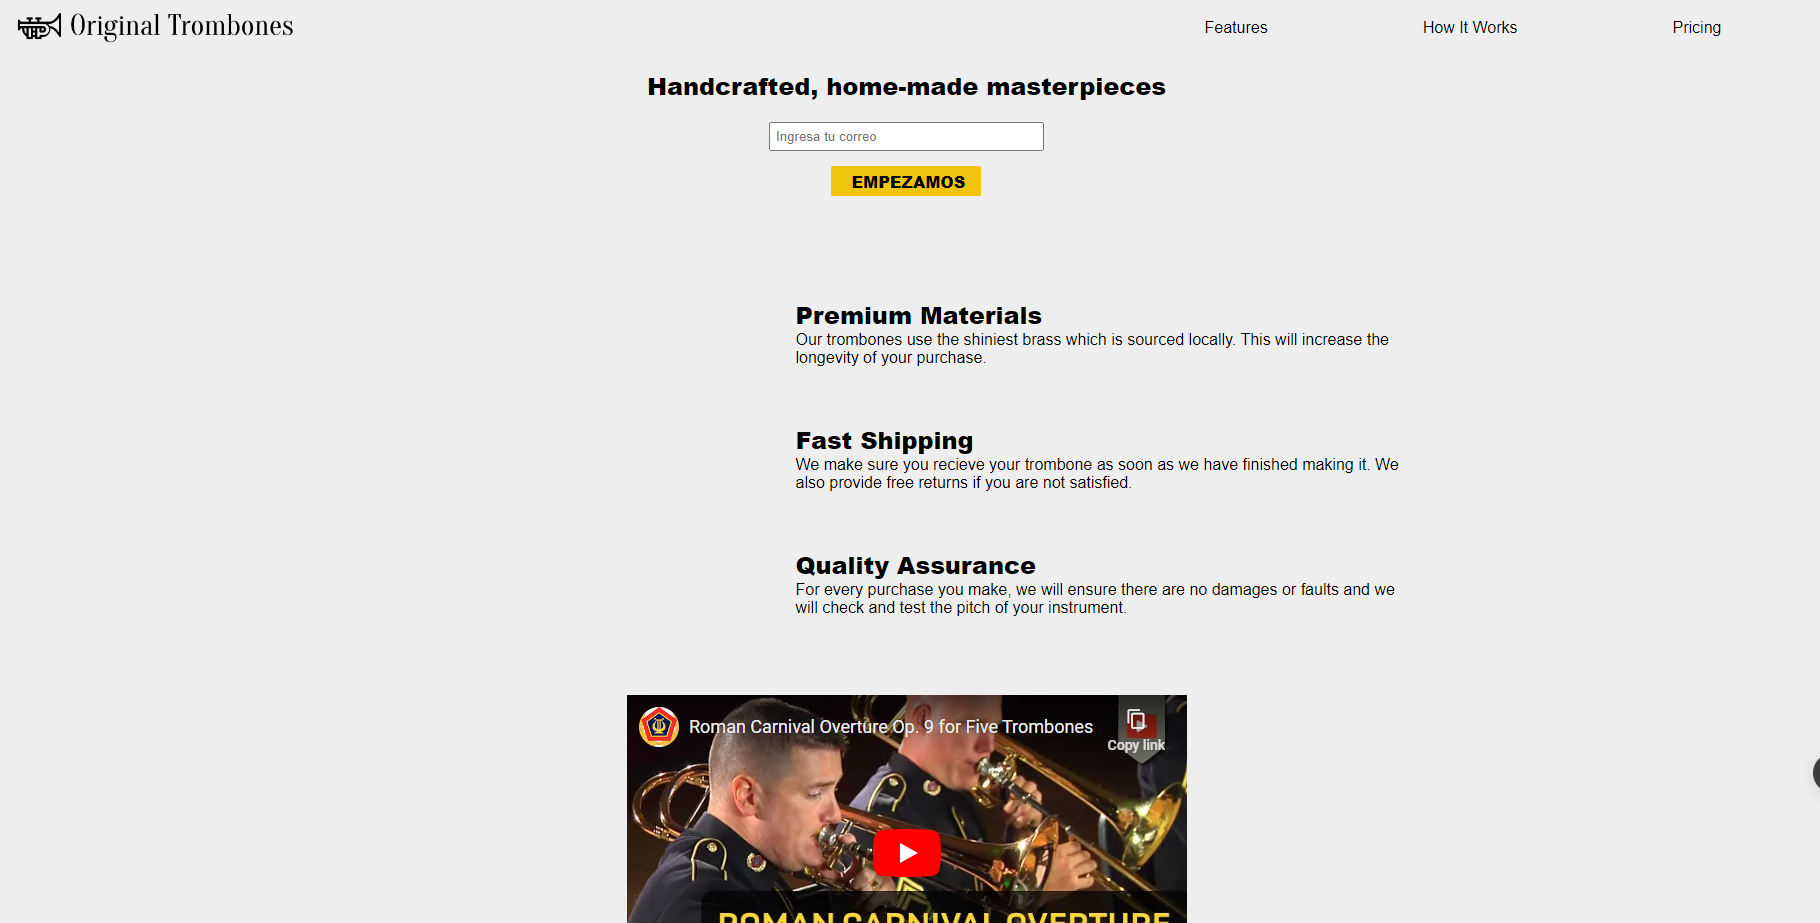 Original Trombones
Features
How It Works
Pricing
Handcrafted, home-made masterpieces
Ingresa tu correo
EMPEZAMOS
Premium Materials
Our trombones use the shiniest brass which is sourced locally. This will increase the
longevity of your purchase.
Fast Shipping
We make sure you recieve your trombone as soon as we have finished making it. We
also provide free returns if you are not satisfied.
Quality Assurance
For every purchase you make, we will ensure there are no damages or faults and we
will check and test the pitch of your instrument.
Roman Carnival Overture Op. 9 for Five Trombones
Copy link
ROMAN CARNIVAL OVERTURE